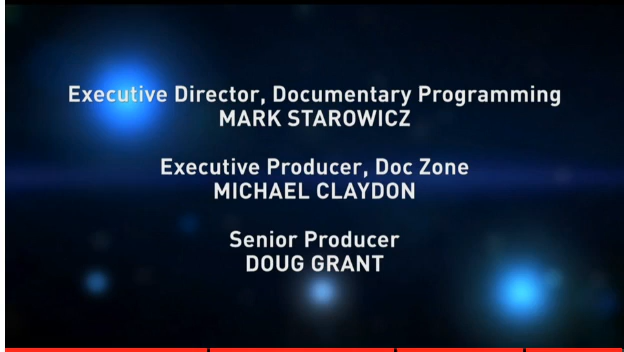 Executive Director, Documentary Programming
MARK STAROWICZ
Executive Producer, Doc Zone
MICHAEL CLAYDON
Senior Producer
DOUG GRANT